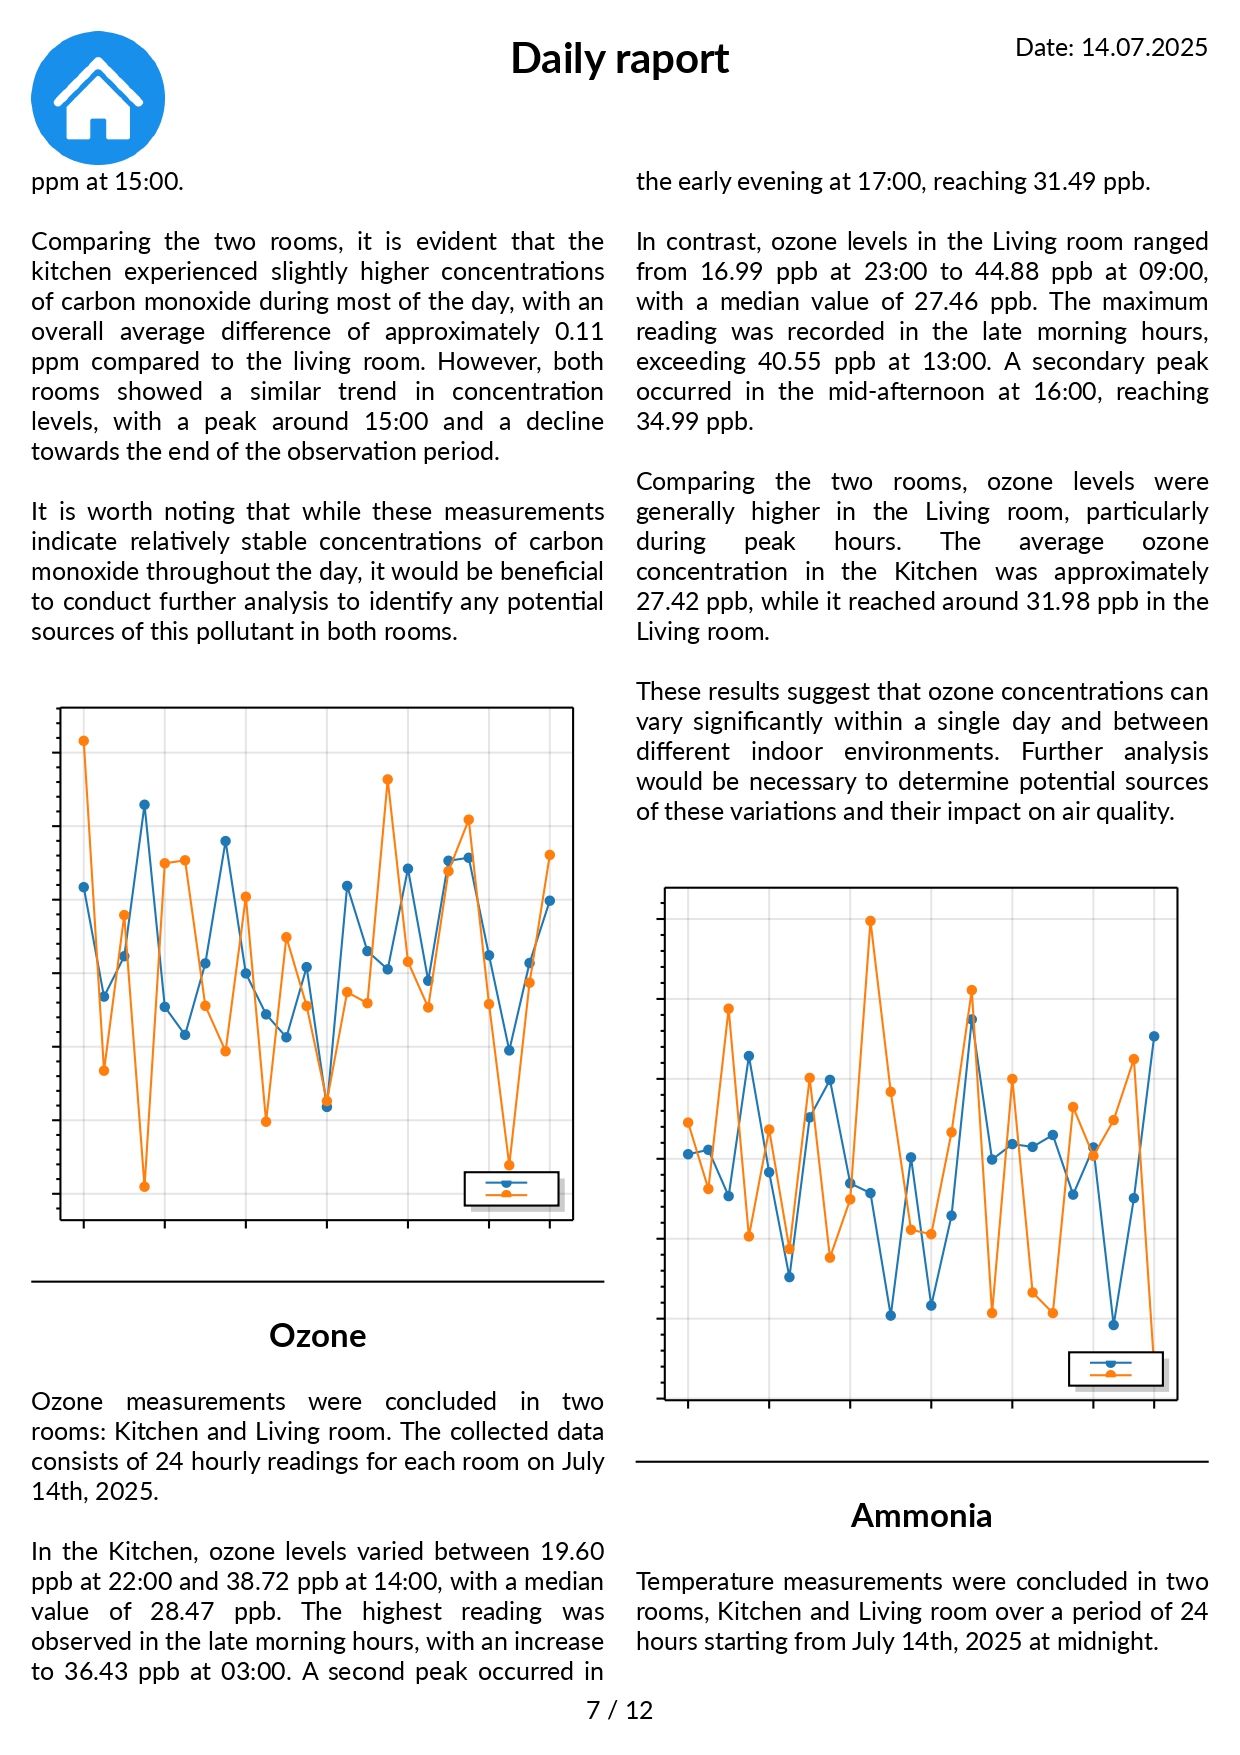 Daily raport
Date: 14.07.2025
ppm at 15:00.
Comparing the two rooms, it is evident that the
kitchen experienced slightly higher concentrations
of carbon monoxide during most of the day, with an
overall average difference of approximately 0.11
ppm compared to the living room. However, both
rooms showed a similar trend in concentration
levels, with a peak around 15:00 and a decline
towards the end of the observation period.
It is worth noting that while these measurements
indicate relatively stable concentrations of carbon
monoxide throughout the day, it would be beneficial
to conduct further analysis to identify any potential
sources of this pollutant in both rooms.
Ozone
Ozone measurements were concluded in two
rooms: Kitchen and Living room. The collected data
consists of 24 hourly readings for each room on July
14th, 2025.
In the Kitchen, ozone levels varied between 19.60
ppb at 22:00 and 38.72 ppb at 14:00, with a median
value of 28.47 ppb. The highest reading was
observed in the late morning hours, with an increase
to 36.43 ppb at 03:00. A second peak occurred in
the early evening at 17:00, reaching 31.49 ppb.
In contrast, ozone levels in the Living room ranged
from 16.99 ppb at 23:00 to 44.88 ppb at 09:00,
with a median value of 27.46 ppb. The maximum
reading was recorded in the late morning hours,
exceeding 40.55 ppb at 13:00. A secondary peak
occurred in the mid-afternoon at 16:00, reaching
34.99 ppb.
Comparing the two rooms, ozone levels were
generally higher in the Living room, particularly
during peak hours. The average ozone
concentration in the Kitchen was approximately
27.42 ppb, while it reached around 31.98 ppb in the
Living room.
These results suggest that ozone concentrations can
vary significantly within a single day and between
different indoor environments. Further analysis
would be necessary to determine potential sources
of these variations and their impact on air quality.
Ammonia
Temperature measurements were concluded in two
rooms, Kitchen and Living room over a period of 24
hours starting from July 14th, 2025 at midnight.
7 / 12